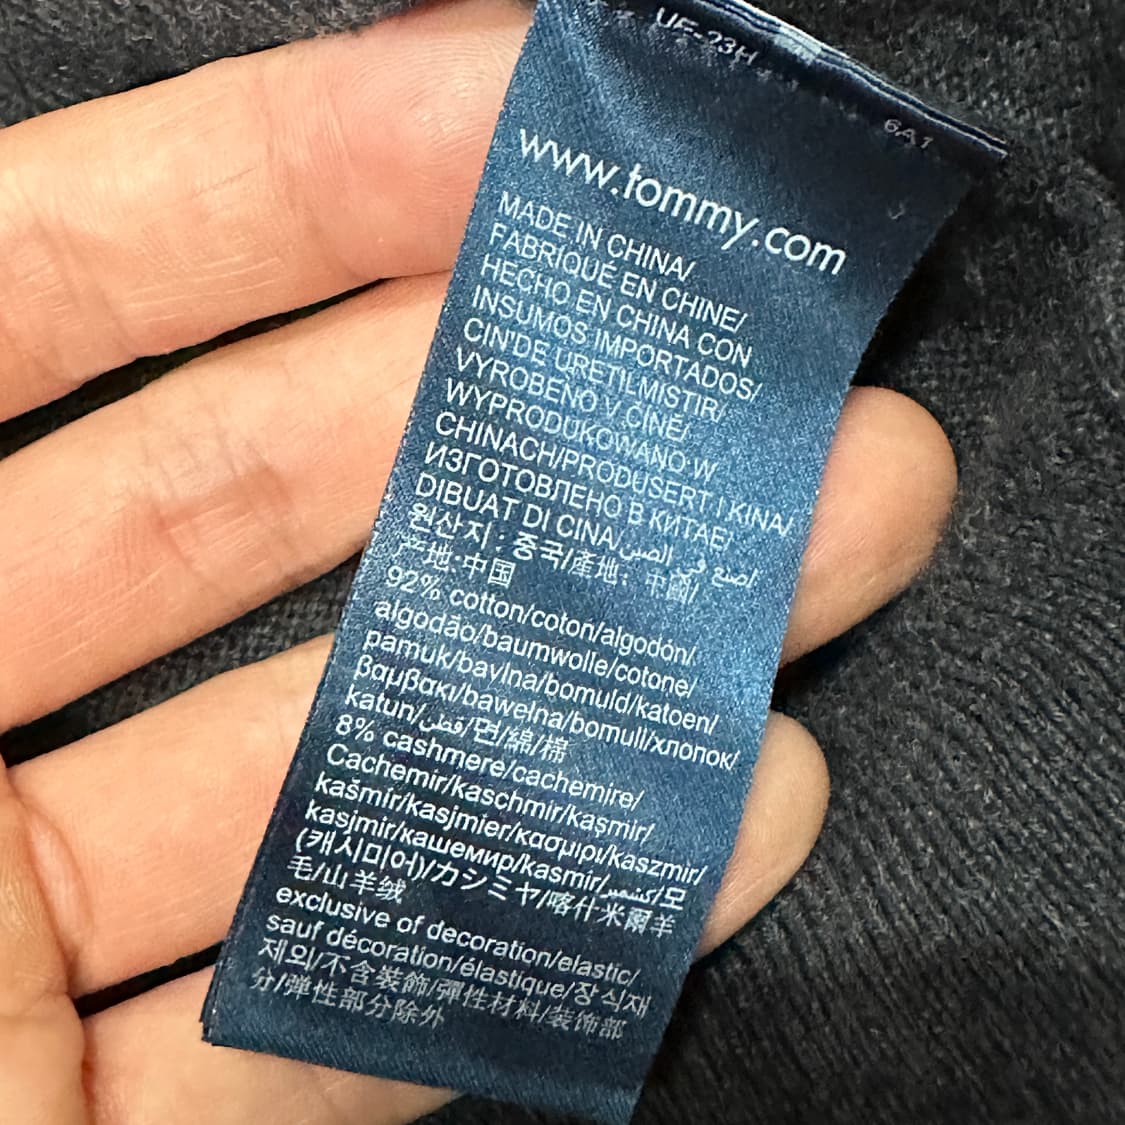 UF-23H
6A1
www.tommy.com
MADE IN CHINA/
FABRIQUÉ EN CHINE/
HECHO EN CHINA CON
INSUMOS IMPORTADOS/
CIN'DE URETILMISTIR/
VYROBENO V ČÍNĚ/
WYPRODUKOWANO W
CHINACH/PRODUSERT I KINA/
ИЗГОТОВЛЕНО В КИТАЕ/
DIBUAT DI CINA/صنع في الصين/
원산지 : 중국/產地: 中國/
产地:中国
92% cotton/coton/algodón/
algodão/baumwolle/cotone/
pamuk/bavlna/bomuld/katoen/
βαμβακι/bawełna/bomull/хлопок/
katun/قطن/면/綿/棉
8% cashmere/cachemire/
Cachemir/kaschmir/kaşmir/
kašmír/kasjmier/κασμιρι/kaszmir/
kasjmir/кашемир/kasmir/كشمير/모
(캐시미어)/カシミヤ/喀什米爾羊
毛/山羊绒
exclusive of decoration/elastic/
sauf décoration/élastique/장식재
제외/不含裝飾/彈性材料/装饰部
分/弹性部分除外